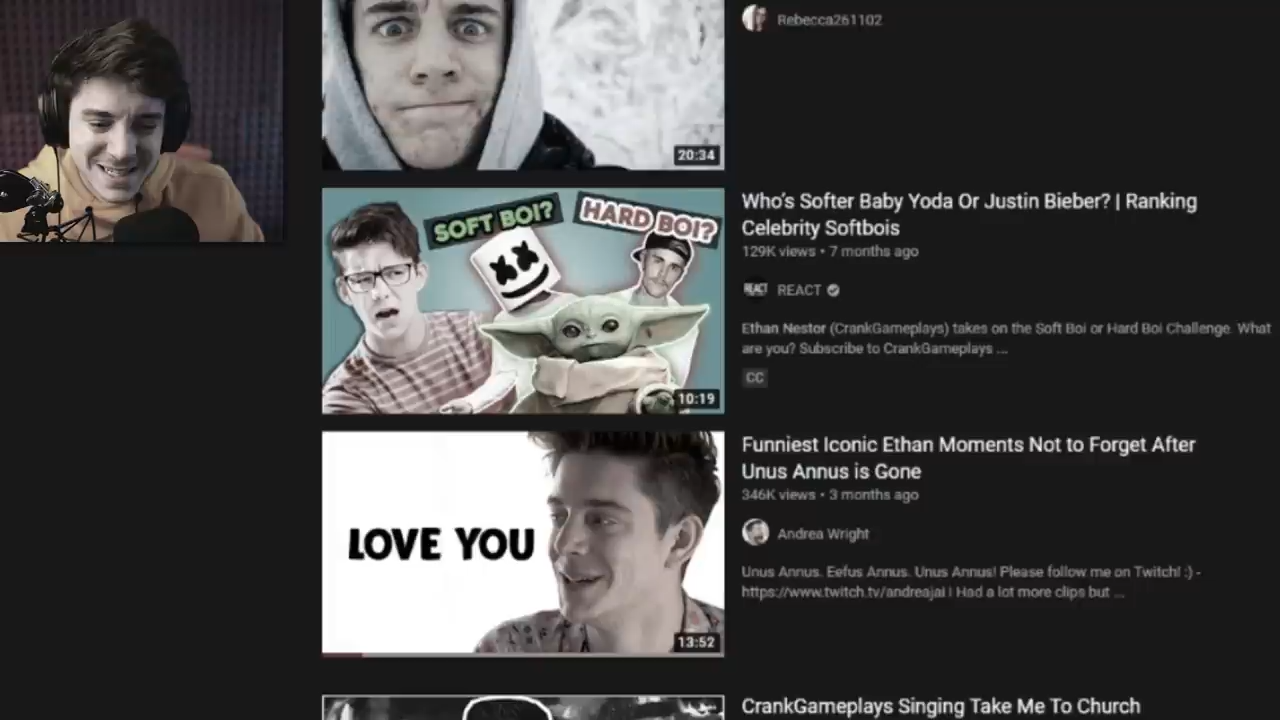 Rebecca261102
20:34
SOFT BOI?
HARD BOI?
10:19
Who's Softer Baby Yoda Or Justin Bieber? | Ranking
Celebrity Softbois
129K views • 7 months ago
REACT
REACT
Ethan Nestor (CrankGameplays) takes on the Soft Boi or Hard Boi Challenge. What
are you? Subscribe to CrankGameplays ...
CC
LOVE YOU
13:52
Funniest Iconic Ethan Moments Not to Forget After
Unus Annus is Gone
346K views • 3 months ago
Andrea Wright
Unus Annus. Eefus Annus. Unus Annus! Please follow me on Twitch! :) -
https://www.twitch.tv/andreajai I Had a lot more clips but ...
CrankGameplays Singing Take Me To Church